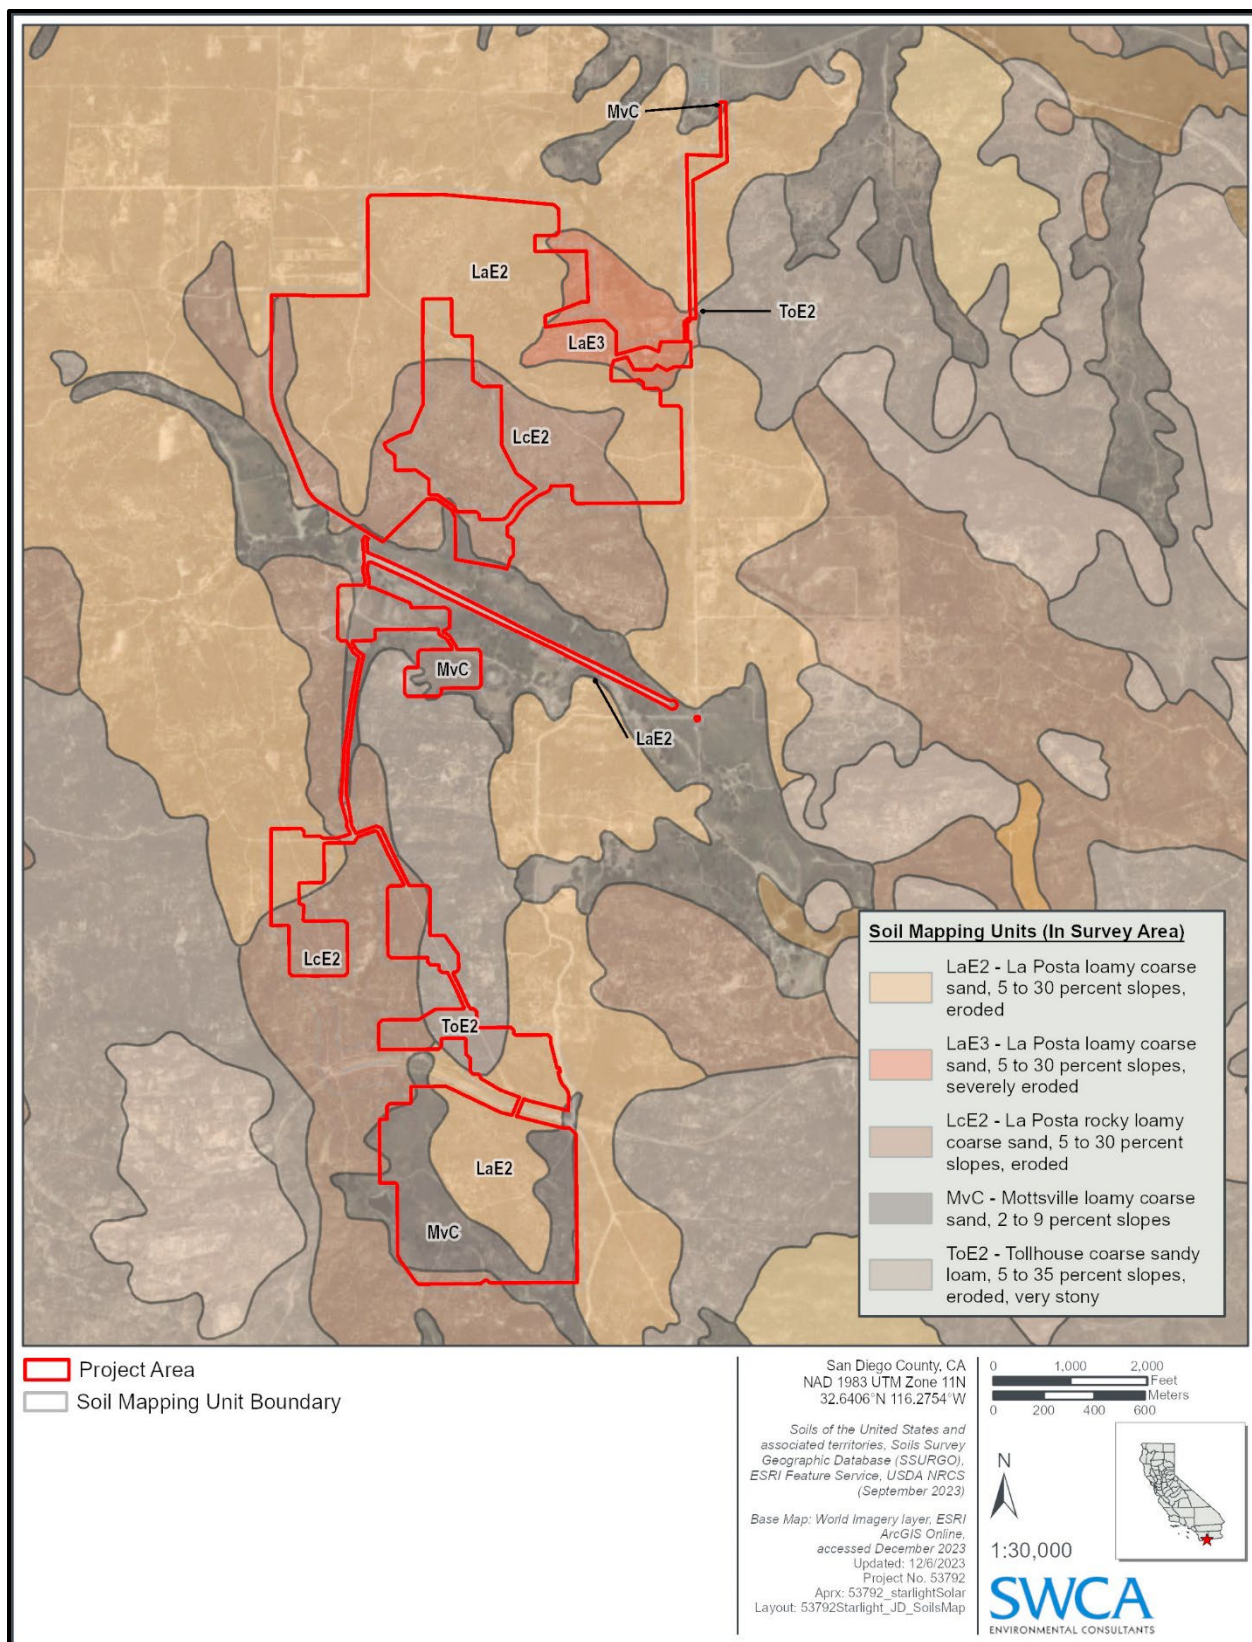 MvC
LaE2
ToE2
LaE3
LcE2
MvC
LaE2
LcE2
ToE2
LaE2
MvC
Soil Mapping Units (In Survey Area)
LaE2 - La Posta loamy coarse
sand, 5 to 30 percent slopes,
eroded
LaE3 - La Posta loamy coarse
sand, 5 to 30 percent slopes,
severely eroded
LcE2 - La Posta rocky loamy
coarse sand, 5 to 30 percent
slopes, eroded
MvC - Mottsville loamy coarse
sand, 2 to 9 percent slopes
ToE2 - Tollhouse coarse sandy
loam, 5 to 35 percent slopes,
eroded, very stony
Project Area
Soil Mapping Unit Boundary
San Diego County, CA
NAD 1983 UTM Zone 11N
32.6406°N 116.2754°W
Soils of the United States and
associated territories, Soils Survey
Geographic Database (SSURGO),
ESRI Feature Service, USDA NRCS
(September 2023)
Base Map: World Imagery layer, ESRI
ArcGIS Online,
accessed December 2023
Updated: 12/6/2023
Project No. 53792
Aprx: 53792_starlightSolar
Layout: 53792Starlight_JD_SoilsMap
0 1,000 2,000
Feet
Meters
0 200 400 600
N
1:30,000
SWCA
ENVIRONMENTAL CONSULTANTS